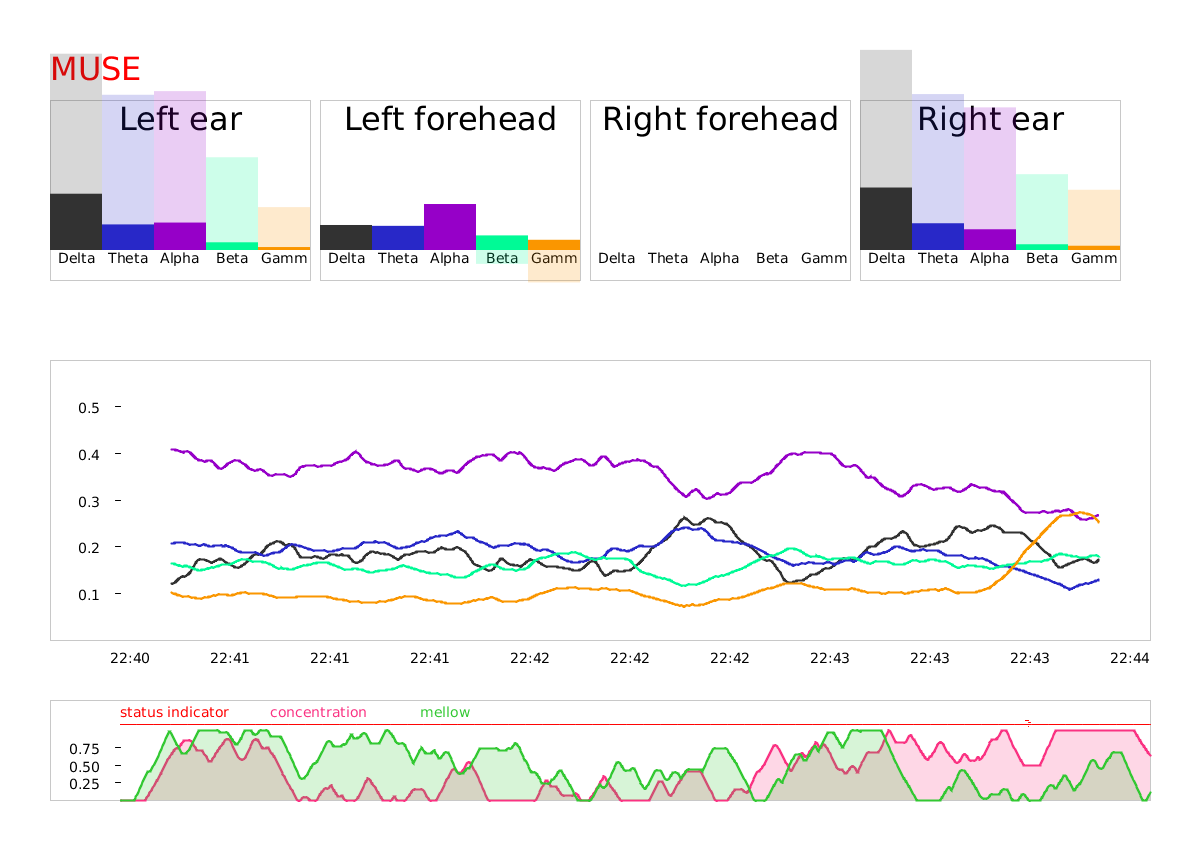 MUSE
Left ear Left forehead Right forehead Right ear
Delta Theta Alpha Beta Gamm Delta Theta Alpha Beta Gamm Delta Theta Alpha Beta Gamm Delta Theta Alpha Beta Gamm
0.5
0.4
0.3
0.2
0.1
22:40 22:41 22:41 22:41 22:42 22:42 22:42 22:43 22:43 22:43 22:44
status indicator concentration mellow
0.75
0.50
0.25